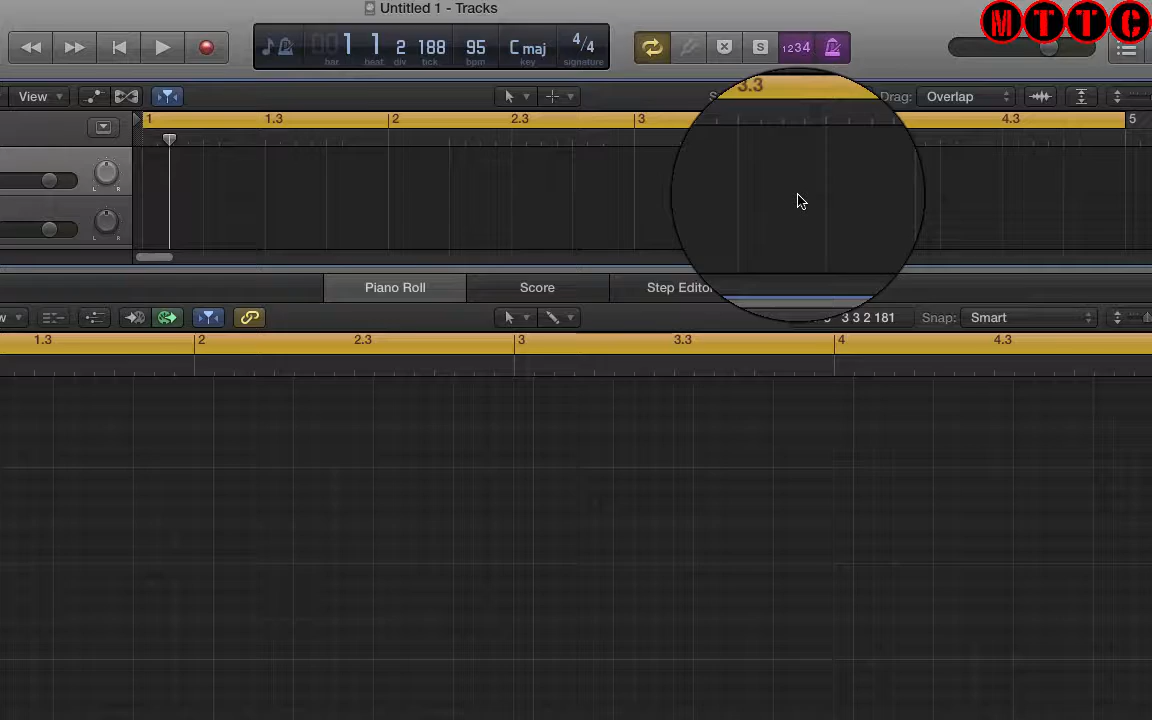 Untitled 1 - Tracks
MTTC
1 1 2 188 95 C maj 4/4
bar beat div tick bpm key signature
S 1234
View Drag: Overlap
3.3
1 1.3 2 2.3 3 4.3 5
L R
L R
Piano Roll Score Step Editor
3 3 2 181 Snap: Smart
1.3 2 2.3 3 3.3 4 4.3